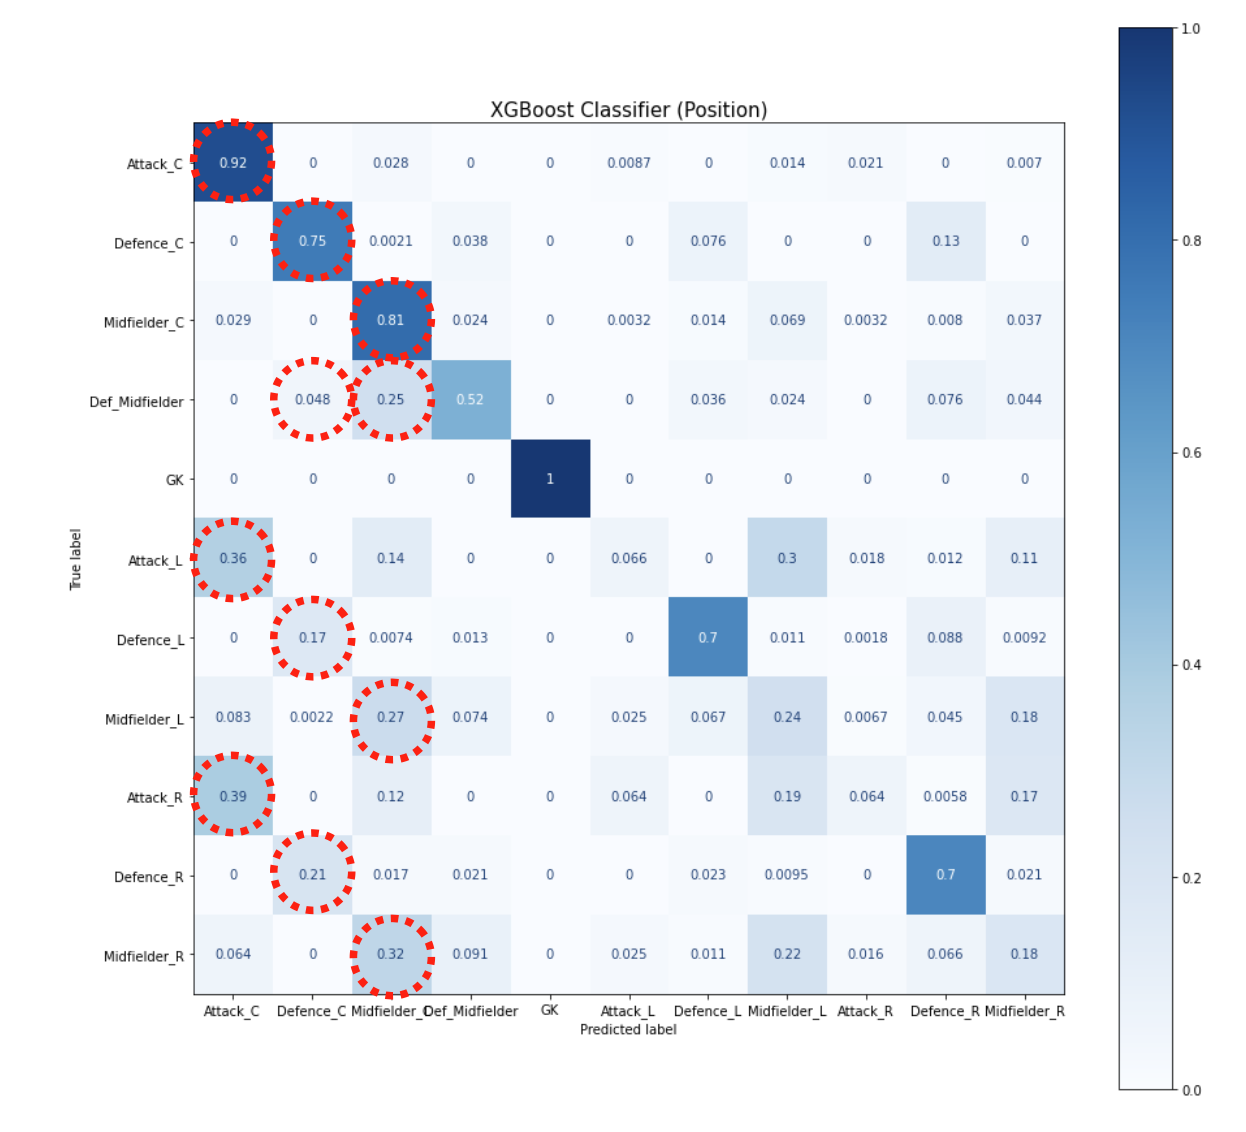 XGBoost Classifier (Position)
1.0
Attack_C 0.92 0 0.028 0 0 0.0087 0 0.014 0.021 0 0.007
Defence_C 0 0.75 0.0021 0.038 0 0 0.076 0 0 0.13 0
0.8
Midfielder_C 0.029 0 0.81 0.024 0 0.0032 0.014 0.069 0.0032 0.008 0.037
Def_Midfielder 0 0.048 0.25 0.52 0 0 0.036 0.024 0 0.076 0.044
0.6
GK 0 0 0 0 1 0 0 0 0 0 0
True label
Attack_L 0.36 0 0.14 0 0 0.066 0 0.3 0.018 0.012 0.11
Defence_L 0 0.17 0.0074 0.013 0 0 0.7 0.011 0.0018 0.088 0.0092
0.4
Midfielder_L 0.083 0.0022 0.27 0.074 0 0.025 0.067 0.24 0.0067 0.045 0.18
Attack_R 0.39 0 0.12 0 0 0.064 0 0.19 0.064 0.0058 0.17
Defence_R 0 0.21 0.017 0.021 0 0 0.023 0.0095 0 0.7 0.021
0.2
Midfielder_R 0.064 0 0.32 0.091 0 0.025 0.011 0.22 0.016 0.066 0.18
Attack_C Defence_C Midfielder_C Def_Midfielder GK Attack_L Defence_L Midfielder_L Attack_R Defence_R Midfielder_R
Predicted label
0.0